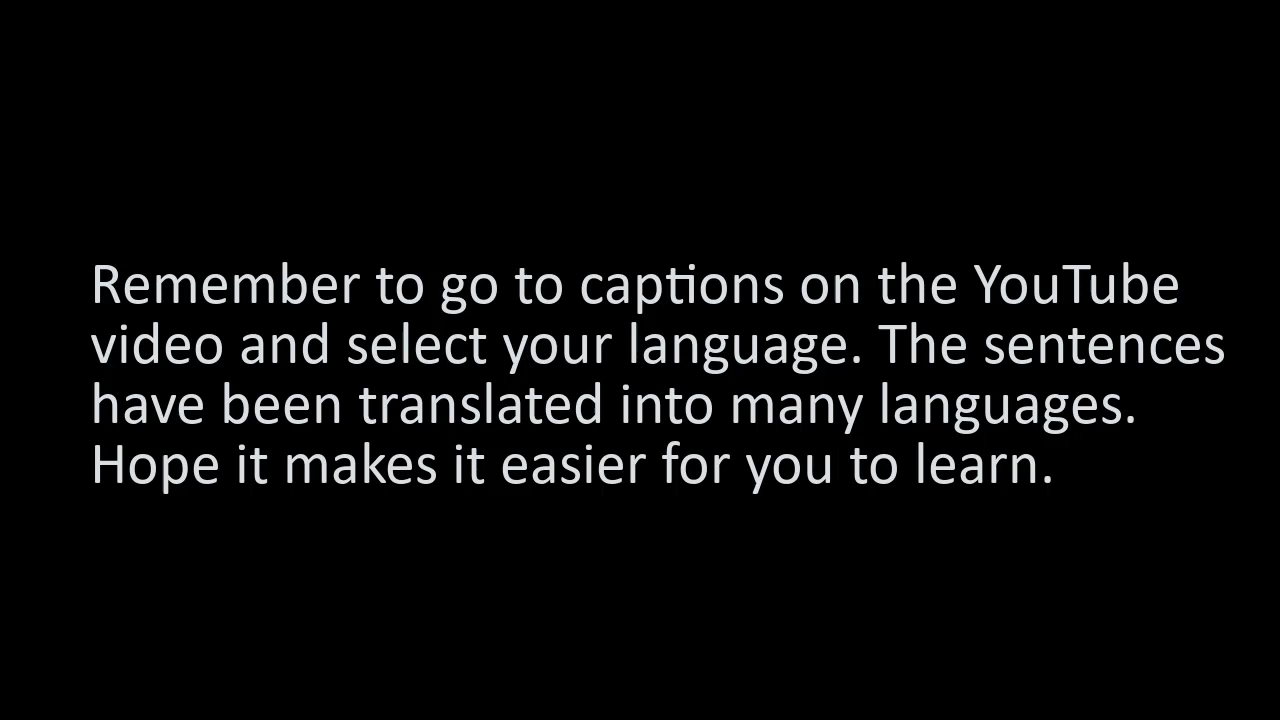 Remember to go to captions on the YouTube
video and select your language. The sentences
have been translated into many languages.
Hope it makes it easier for you to learn.